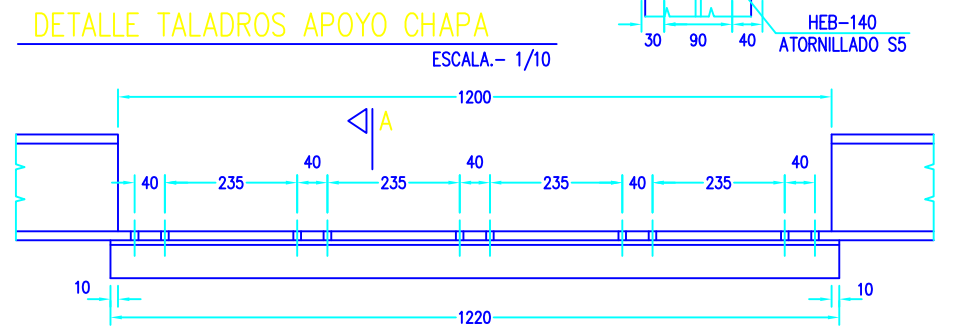 DETALLE TALADROS APOYO CHAPA
ESCALA.- 1/10
30 90 40
HEB-140
ATORNILLADO S5
1200
A
40 40 40
40 235 235 235 40 235
10 10
1220